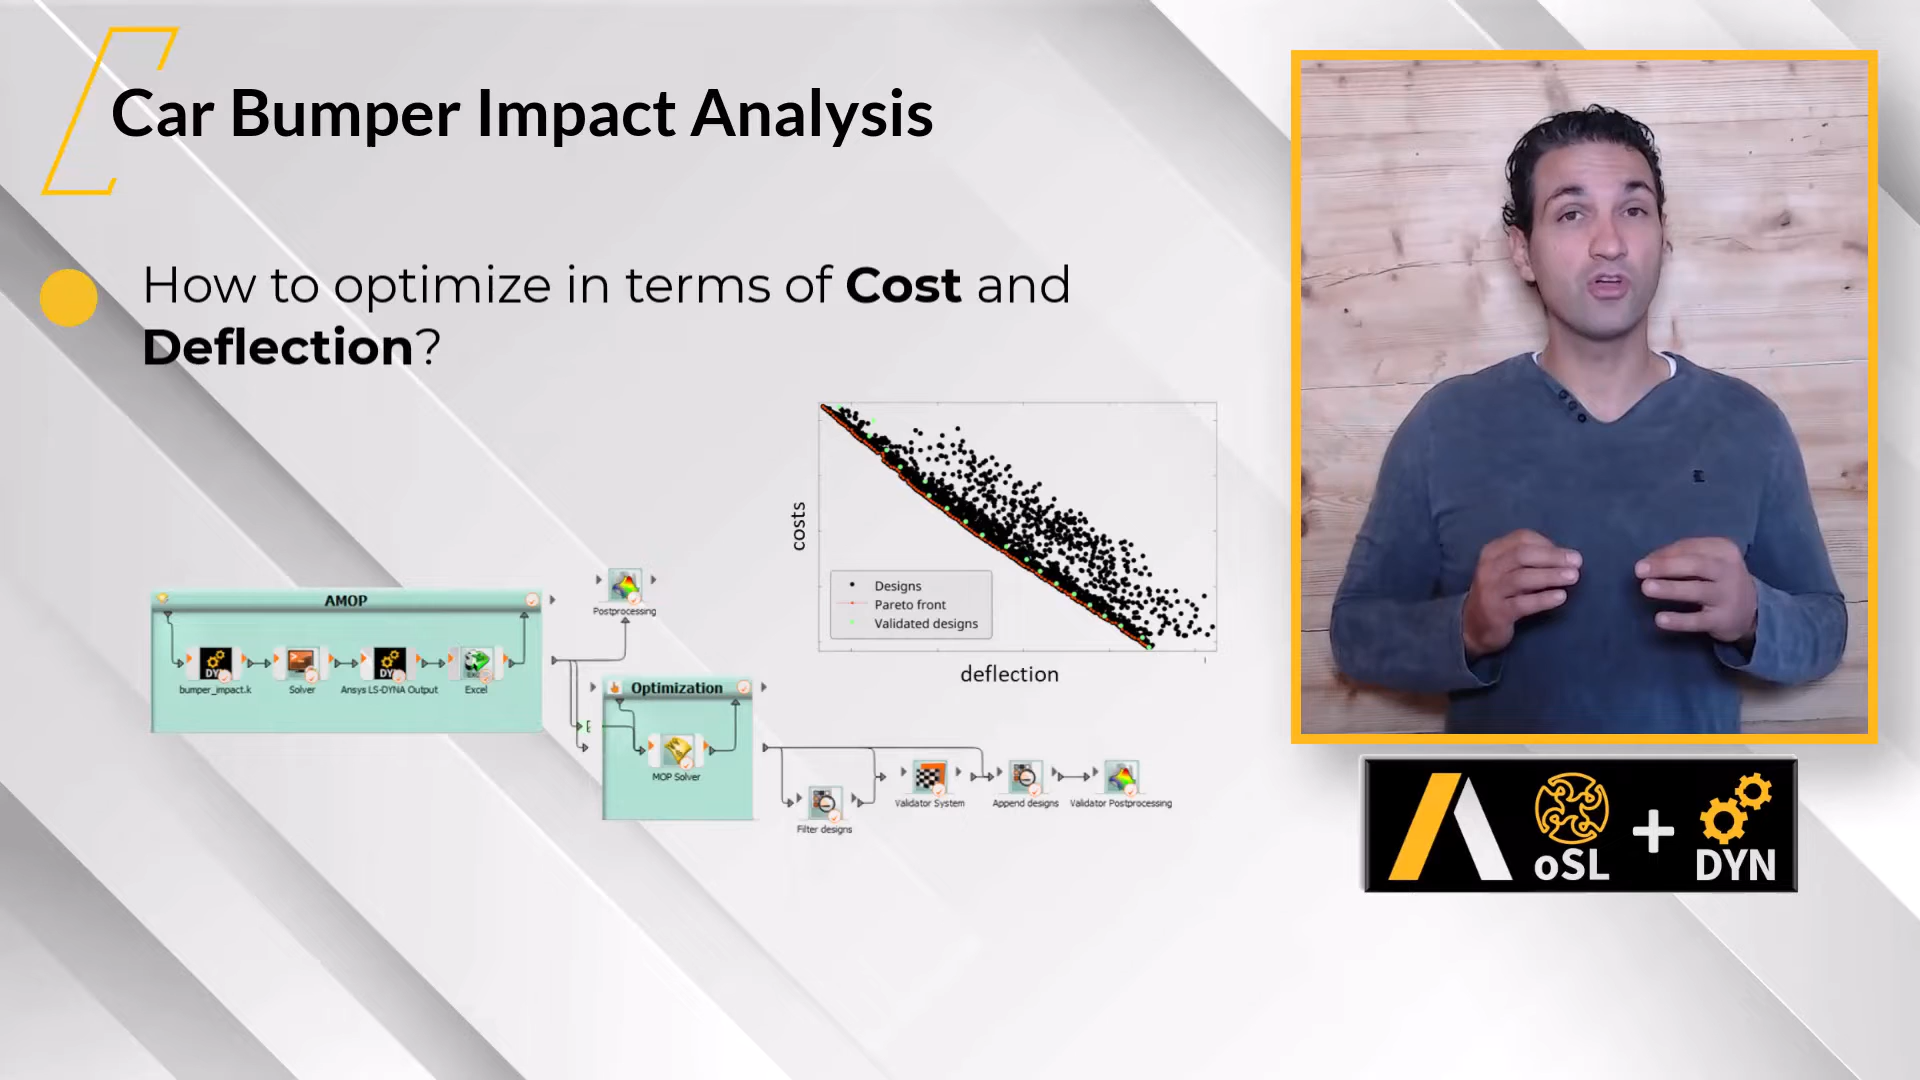 Car Bumper Impact Analysis
How to optimize in terms of Cost and
Deflection?
costs
Designs
Pareto front
Validated designs
deflection
AMOP
bumper_impact.k
Solver
Ansys LS-DYNA Output
Excel
Postprocessing
Optimization
MOP Solver
Filter designs
Validator System
Append designs
Validator Postprocessing
oSL + DYN